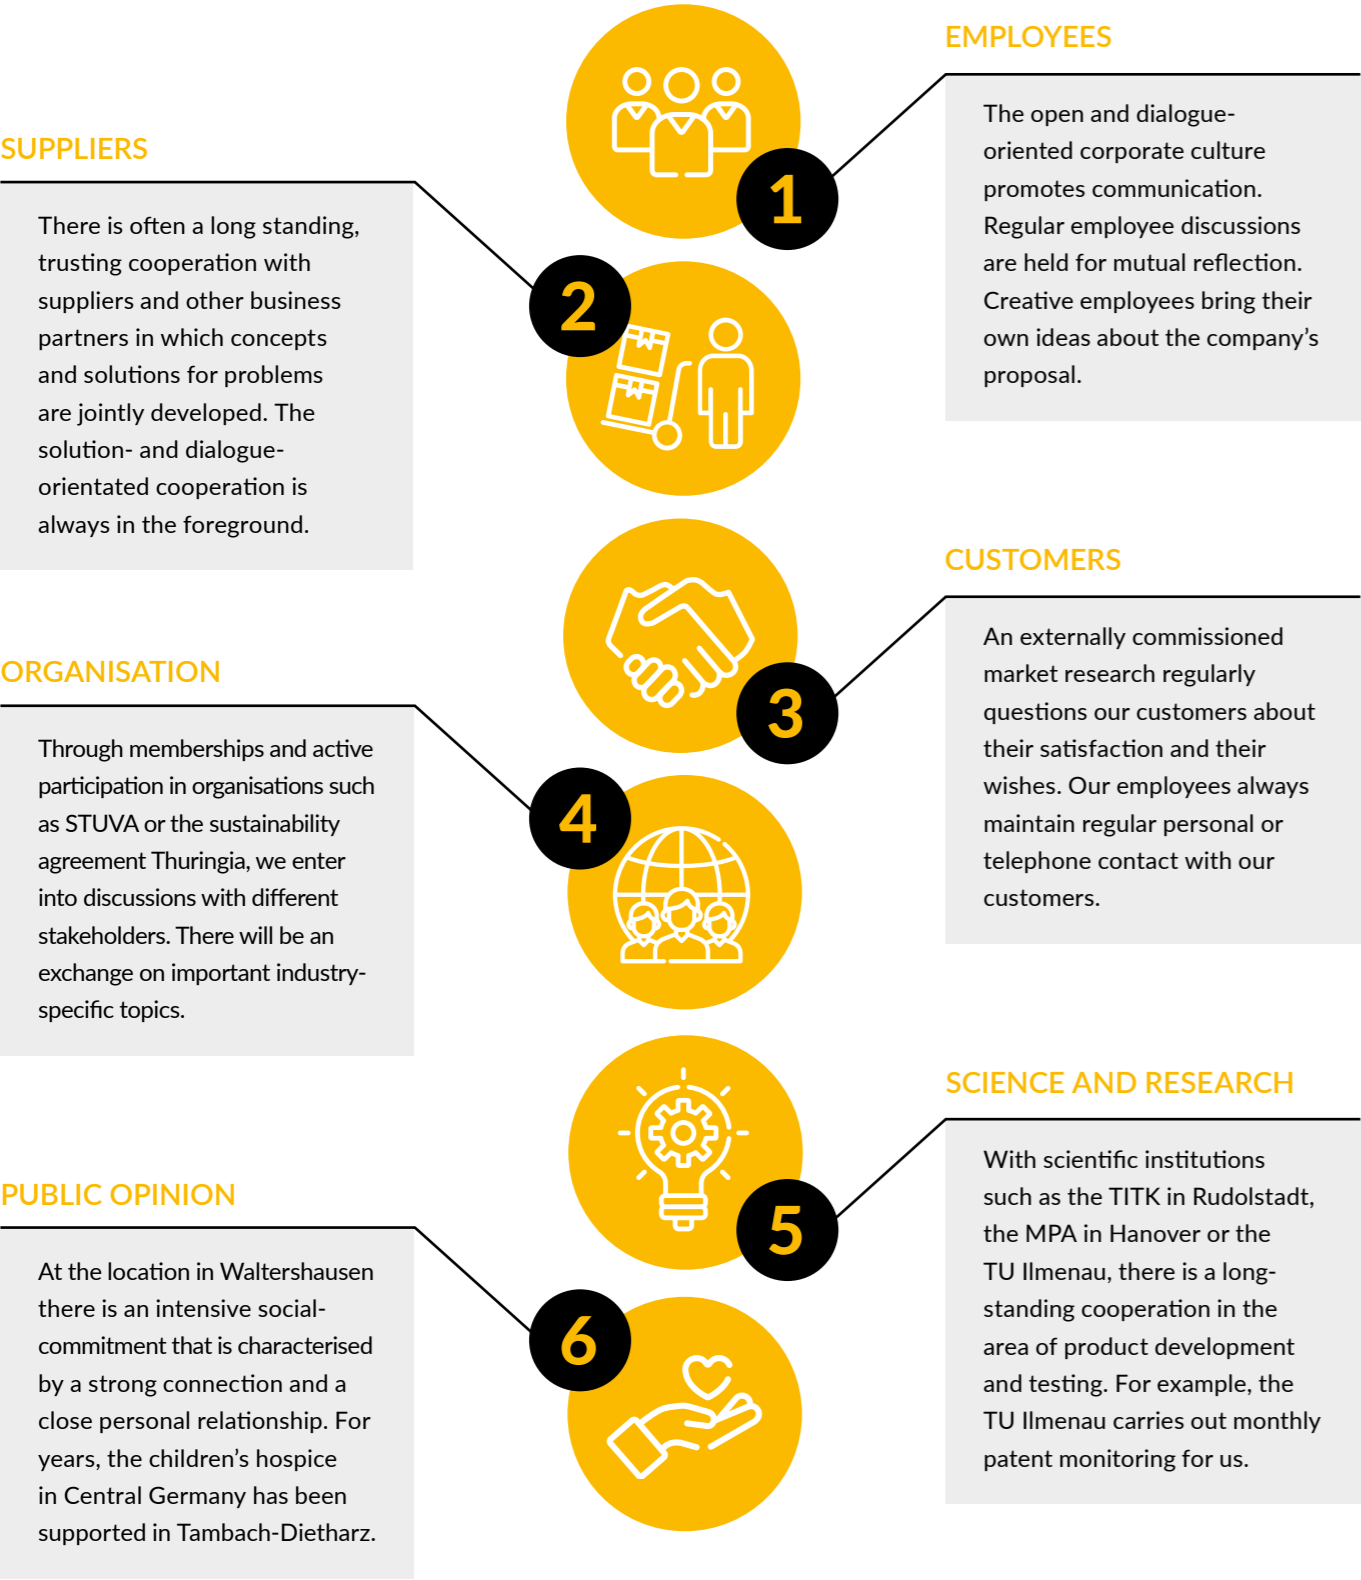 EMPLOYEES
The open and dialogue-
oriented corporate culture
promotes communication.
Regular employee discussions
are held for mutual reflection.
Creative employees bring their
own ideas about the company’s
proposal.
1
SUPPLIERS
There is often a long standing,
trusting cooperation with
suppliers and other business
partners in which concepts
and solutions for problems
are jointly developed. The
solution- and dialogue-
orientated cooperation is
always in the foreground.
2
CUSTOMERS
An externally commissioned
market research regularly
questions our customers about
their satisfaction and their
wishes. Our employees always
maintain regular personal or
telephone contact with our
customers.
3
ORGANISATION
Through memberships and active
participation in organisations such
as STUVA or the sustainability
agreement Thuringia, we enter
into discussions with different
stakeholders. There will be an
exchange on important industry-
specific topics.
4
SCIENCE AND RESEARCH
With scientific institutions
such as the TITK in Rudolstadt,
the MPA in Hanover or the
TU Ilmenau, there is a long-
standing cooperation in the
area of product development
and testing. For example, the
TU Ilmenau carries out monthly
patent monitoring for us.
5
PUBLIC OPINION
At the location in Waltershausen
there is an intensive social-
commitment that is characterised
by a strong connection and a
close personal relationship. For
years, the children’s hospice
in Central Germany has been
supported in Tambach-Dietharz.
6